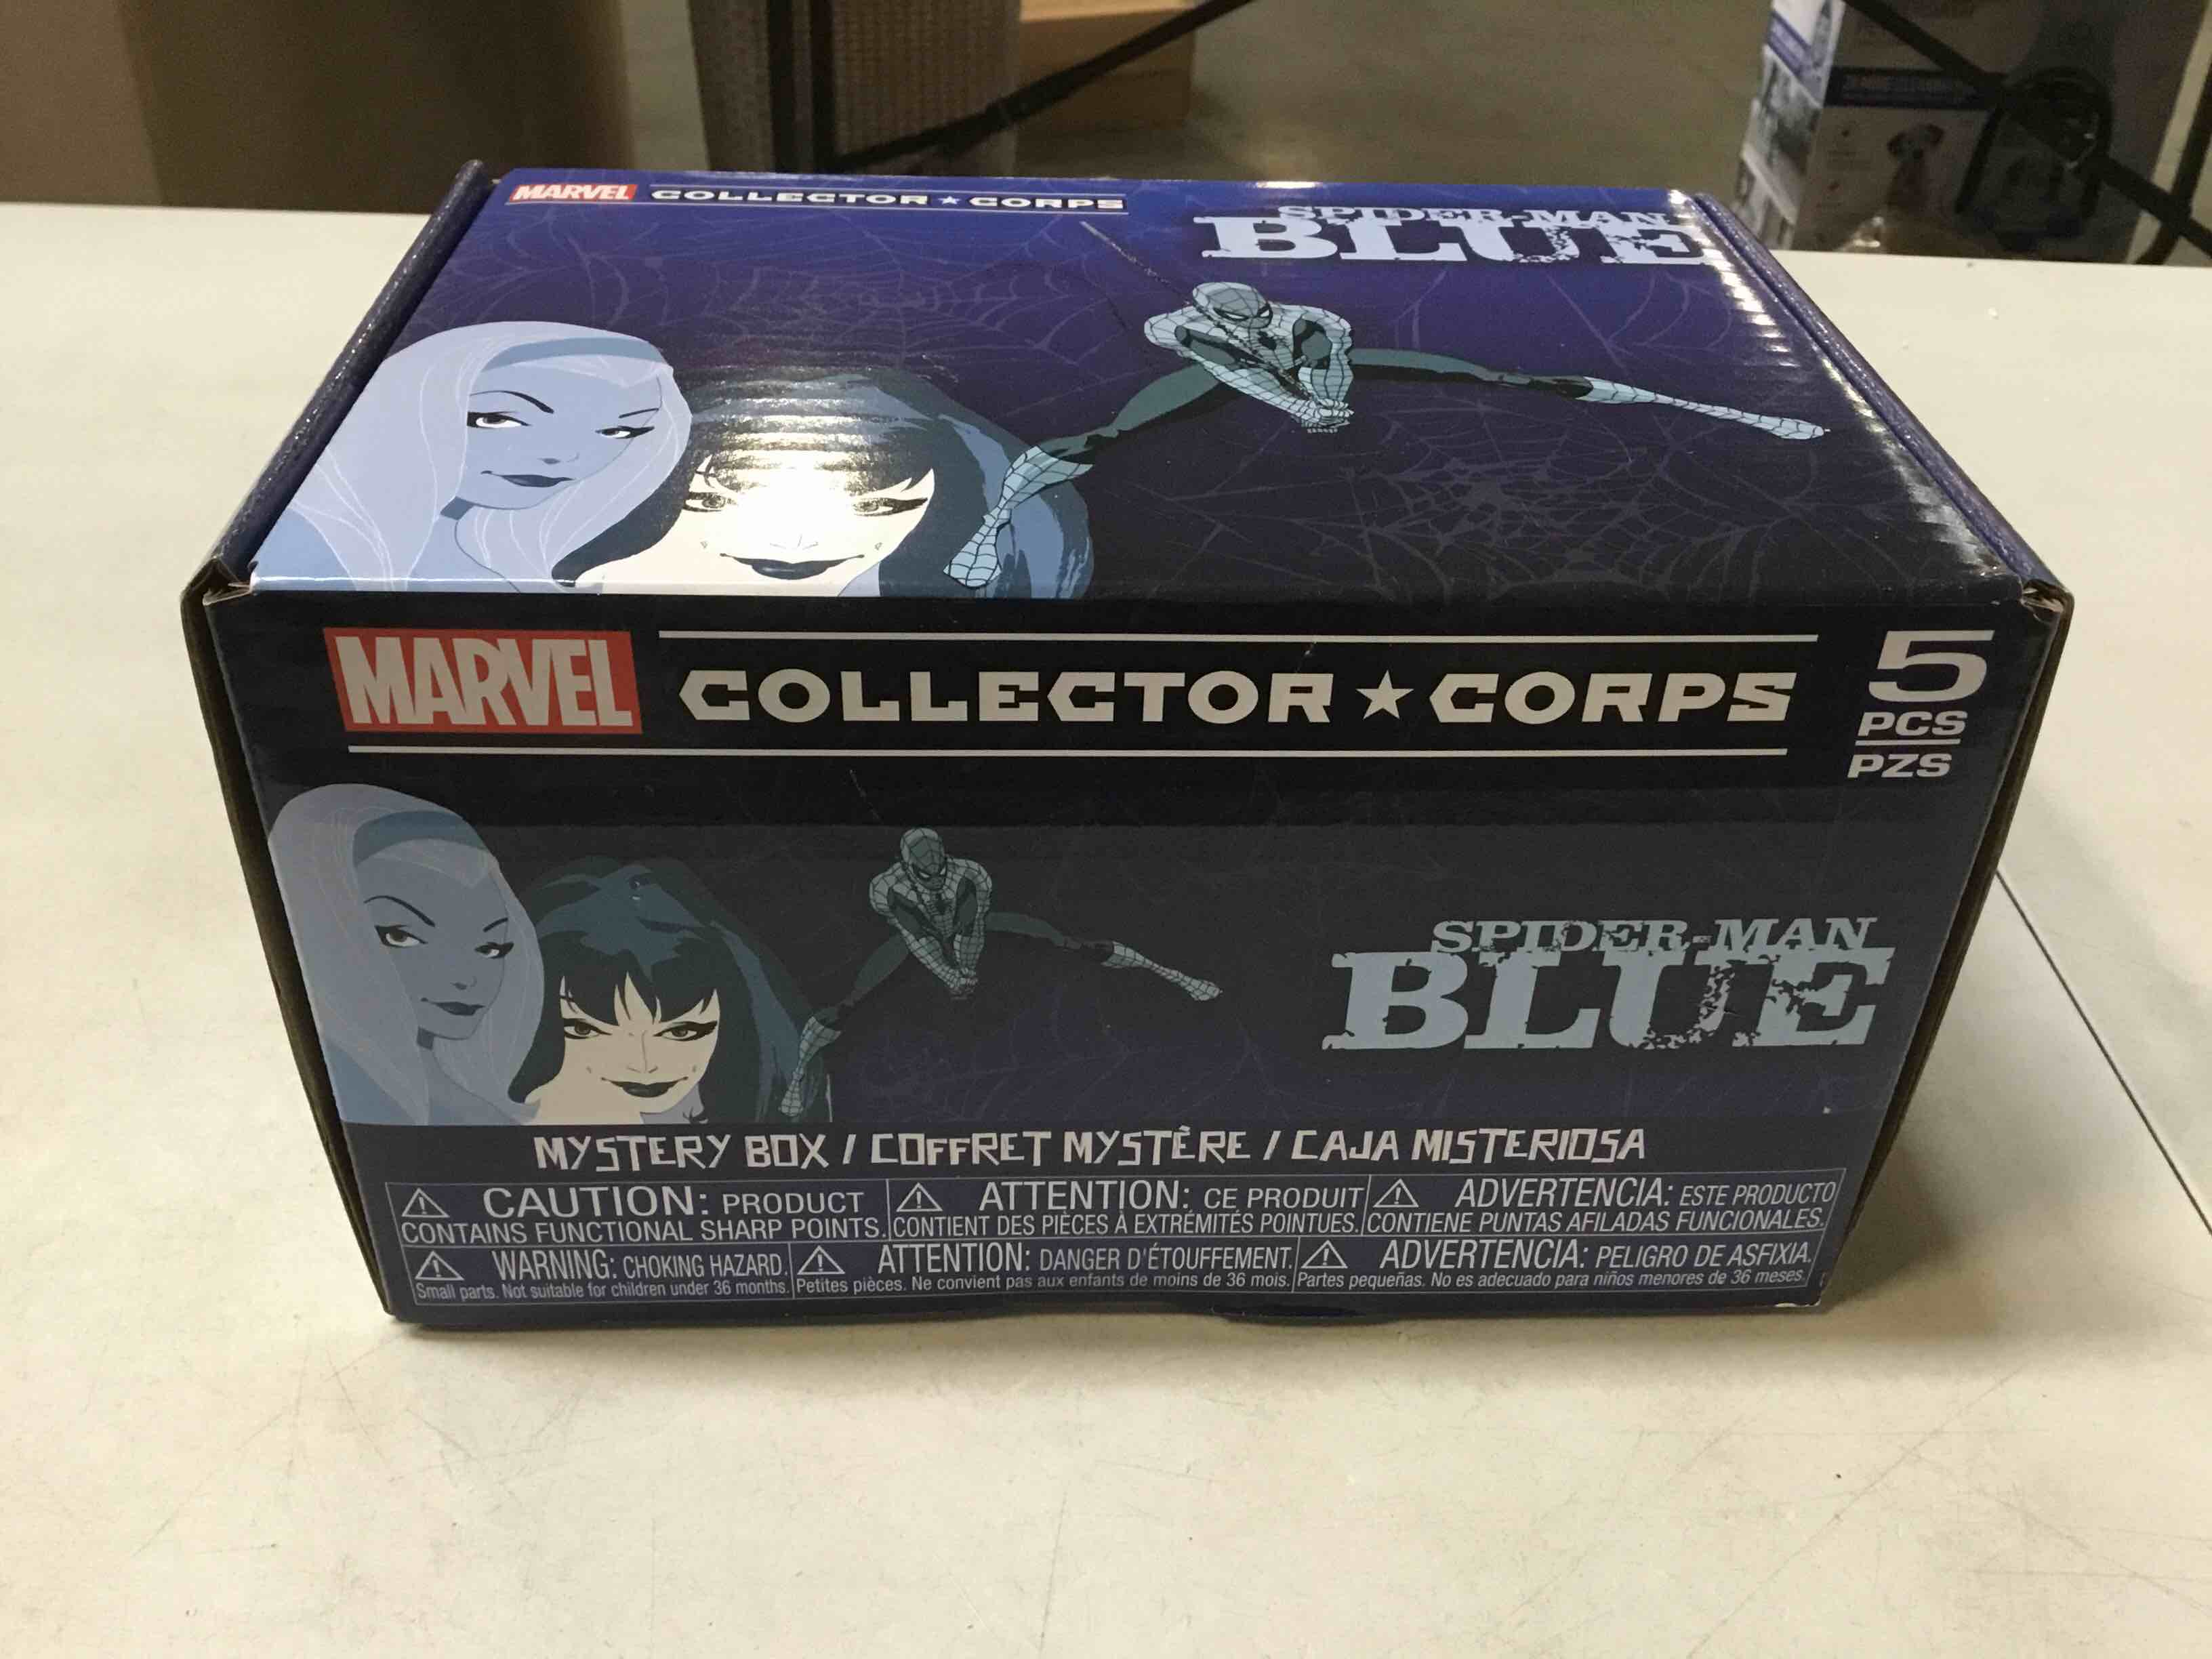 MARVEL COLLECTOR ★ CORPS
SPIDER-MAN
BLUE
MARVEL COLLECTOR ★ CORPS
5
PCS
PZS
SPIDER-MAN
BLUE
MYSTERY BOX / COFFRET MYSTÈRE / CAJA MISTERIOSA
⚠ CAUTION: PRODUCT
CONTAINS FUNCTIONAL SHARP POINTS.
⚠ ATTENTION: CE PRODUIT
CONTIENT DES PIÈCES À EXTRÉMITÉS POINTUES.
⚠ ADVERTENCIA: ESTE PRODUCTO
CONTIENE PUNTAS AFILADAS FUNCIONALES.
⚠ WARNING: CHOKING HAZARD.
Small parts. Not suitable for children under 36 months.
⚠ ATTENTION: DANGER D'ÉTOUFFEMENT.
Petites pièces. Ne convient pas aux enfants de moins de 36 mois.
⚠ ADVERTENCIA: PELIGRO DE ASFIXIA.
Partes pequeñas. No es adecuado para niños menores de 36 meses.